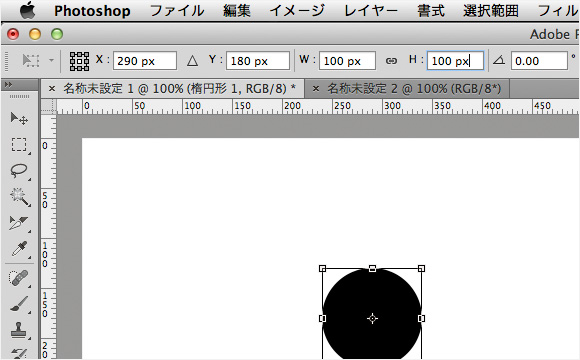 Photoshop ファイル 編集 イメージ レイヤー 書式 選択範囲 フィル
Adobe P
X : 290 px Y : 180 px W : 100 px H : 100 px 0.00 °
× 名称未設定 1 @ 100% (楕円形 1, RGB/8) * × 名称未設定 2 @ 100% (RGB/8*)
0 50 100 150 200 250 300 350 400 450
0
50
100
150
20